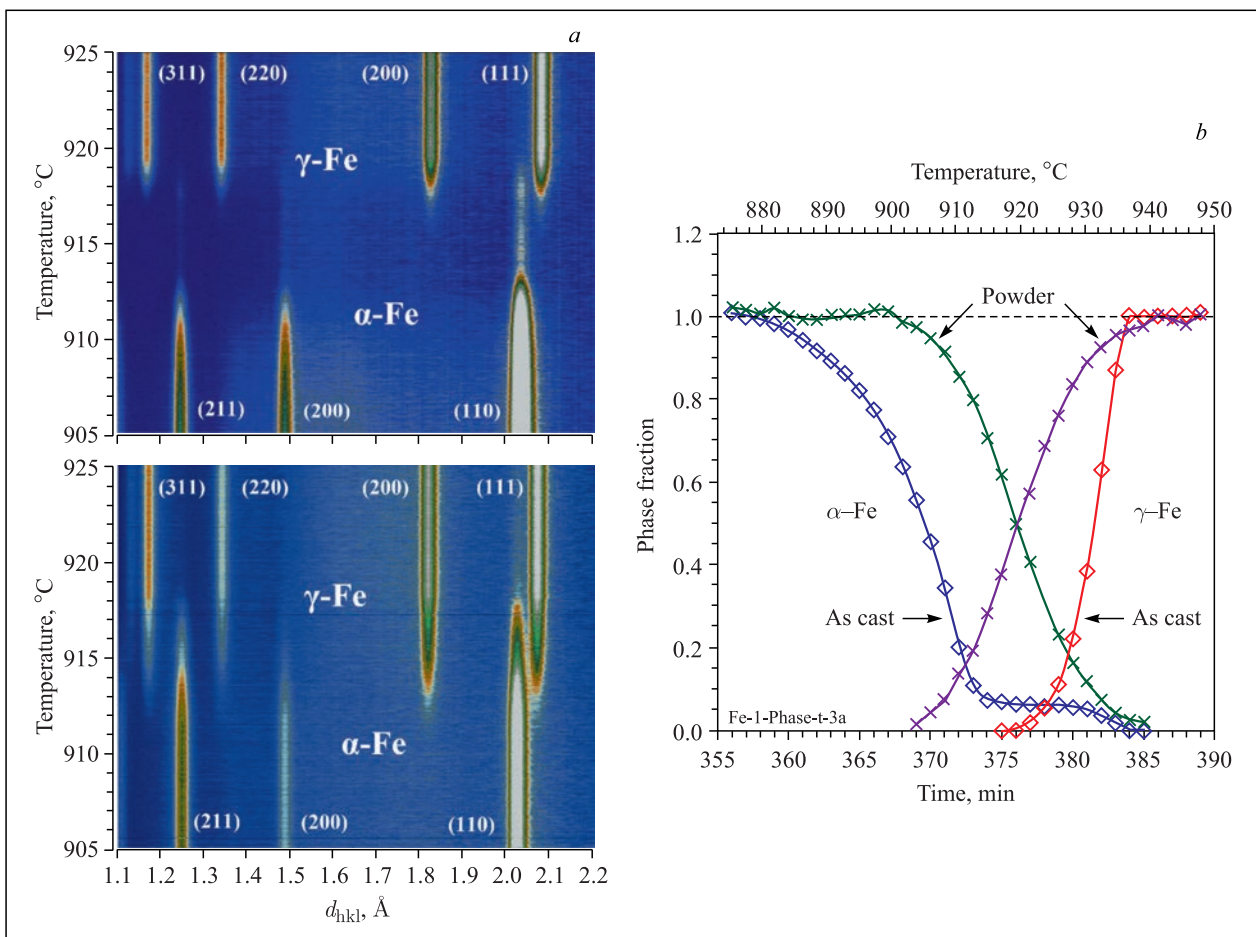 a
Temperature, °C
925
920
915
910
905
(311)
(220)
(200)
(111)
γ-Fe
α-Fe
(211)
(200)
(110)
Temperature, °C
925
920
915
910
905
(311)
(220)
(200)
(111)
γ-Fe
α-Fe
(211)
(200)
(110)
1.1 1.2 1.3 1.4 1.5 1.6 1.7 1.8 1.9 2.0 2.1 2.2
dhkl, Å
b
Temperature, °C
880 890 900 910 920 930 940 950
Phase fraction
1.2
1.0
0.8
0.6
0.4
0.2
0.0
Powder
α–Fe
γ–Fe
As cast
As cast
Fe-1-Phase-t-3a
355 360 365 370 375 380 385 390
Time, min